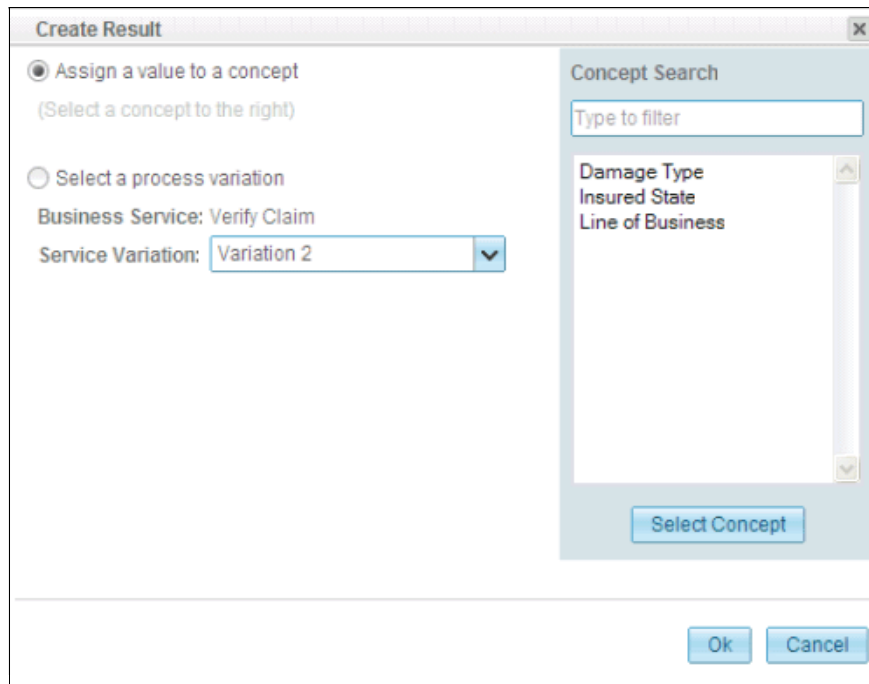 Create Result
Assign a value to a concept
(Select a concept to the right)
Select a process variation
Business Service: Verify Claim
Service Variation: Variation 2
Concept Search
Type to filter
Damage Type
Insured State
Line of Business
Select Concept
Ok
Cancel